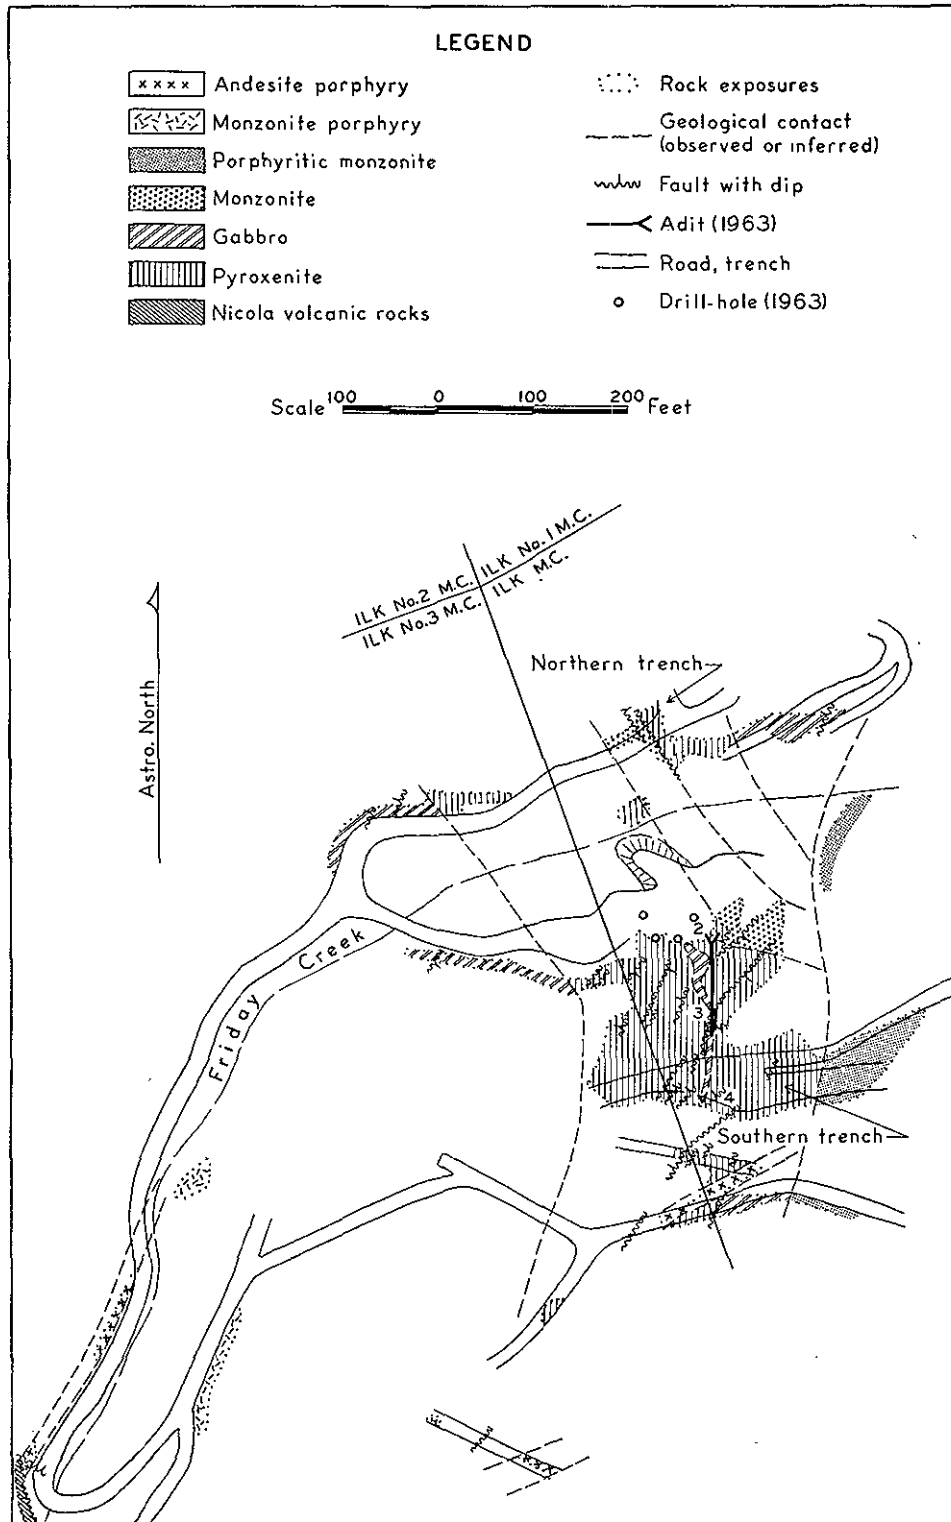 LEGEND
Andesite porphyry
Monzonite porphyry
Porphyritic monzonite
Monzonite
Gabbro
Pyroxenite
Nicola volcanic rocks
Rock exposures
Geological contact
(observed or inferred)
Fault with dip
Adit (1963)
Road, trench
Drill-hole (1963)
Scale 100 0 100 200 Feet
ILK No.2 M.C. ILK No.1 M.C.
ILK No.3 M.C. ILK M.C.
Astro. North
Northern trench
Friday Creek
2
3
4
Southern trench